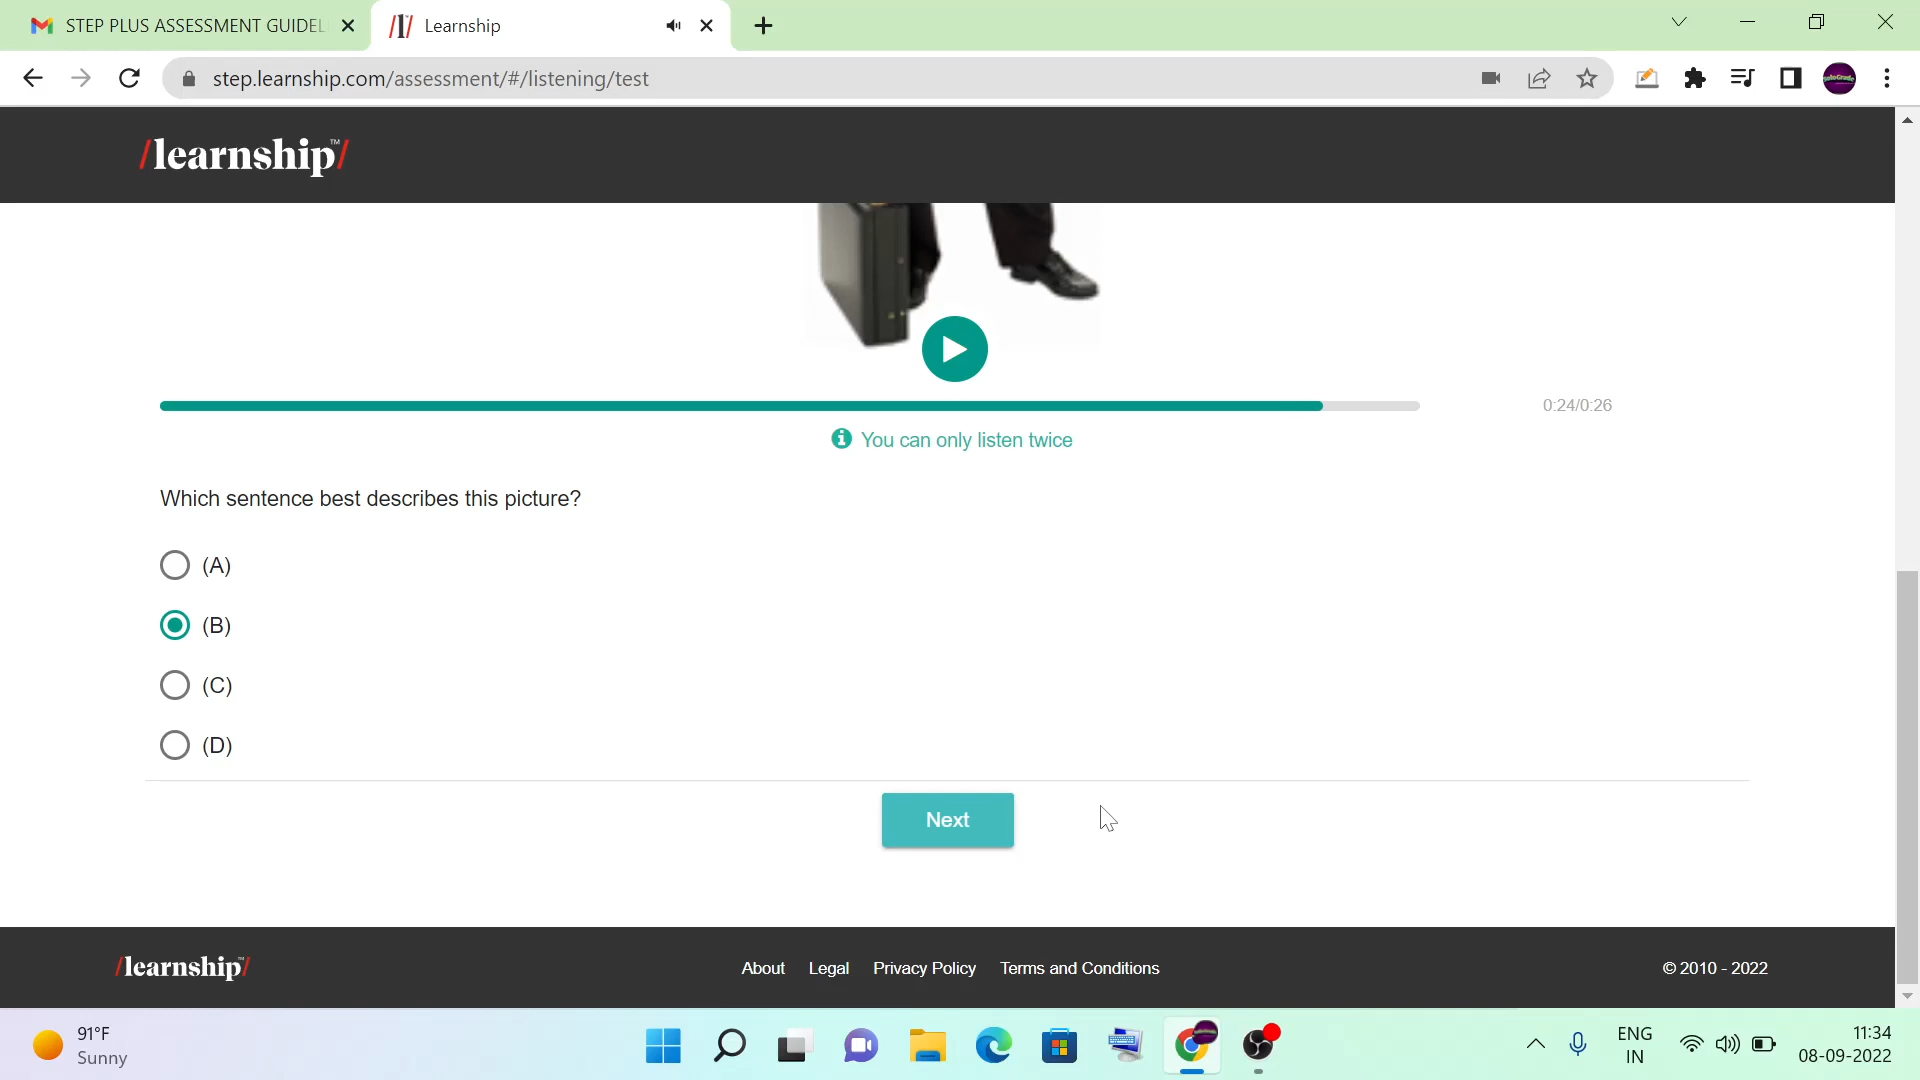 STEP PLUS ASSESSMENT GUIDEL
Learnship
step.learnship.com/assessment/#/listening/test
/learnship™/
0:24/0:26
You can only listen twice
Which sentence best describes this picture?
(A)
(B)
(C)
(D)
Next
/learnship™/
About Legal Privacy Policy Terms and Conditions
© 2010 - 2022
91°F
Sunny
ENG
IN
11:34
08-09-2022